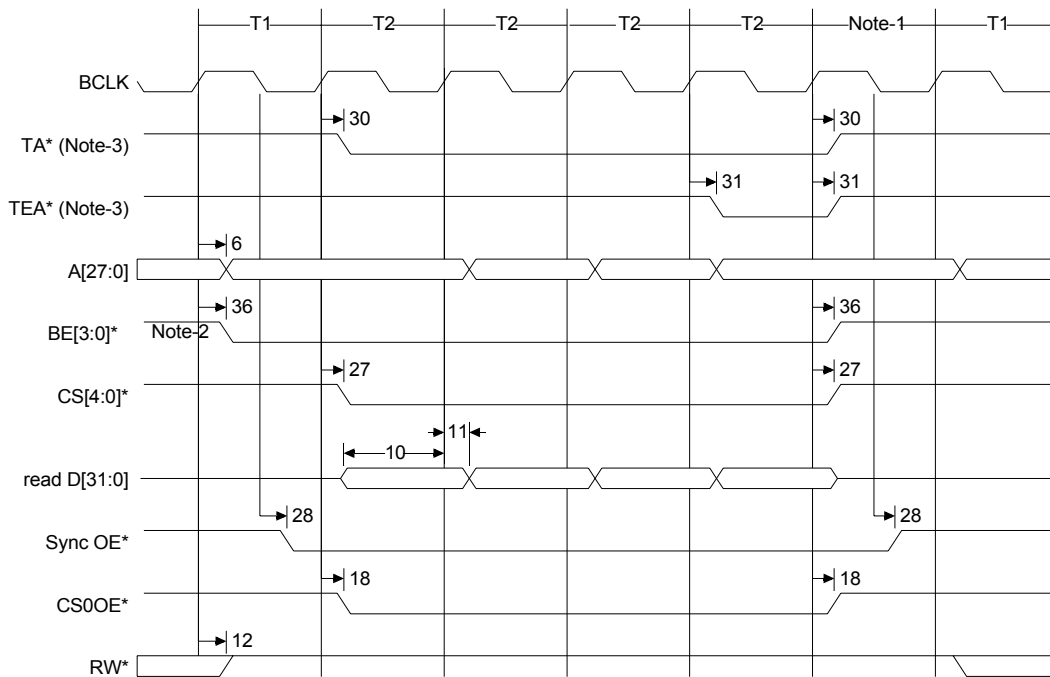 T1 T2 T2 T2 T2 Note-1 T1
BCLK
30 30
TA* (Note-3)
31 31
TEA* (Note-3)
6
A[27:0]
36 36
BE[3:0]* Note-2
27 27
CS[4:0]*
11
10
read D[31:0]
28 28
Sync OE*
18 18
CS0OE*
12
RW*